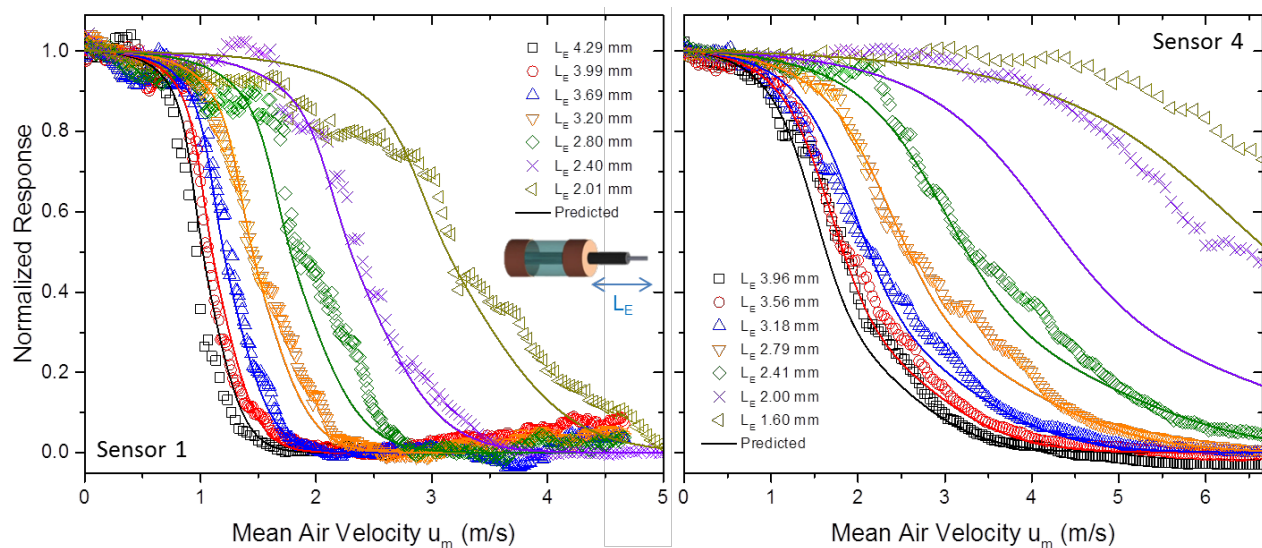 Normalized Response
1.0
0.8
0.6
0.4
0.2
0.0
L_E 4.29 mm
L_E 3.99 mm
L_E 3.69 mm
L_E 3.20 mm
L_E 2.80 mm
L_E 2.40 mm
L_E 2.01 mm
Predicted
L_E
Sensor 1
0 1 2 3 4 5
Mean Air Velocity u_m (m/s)
Sensor 4
L_E 3.96 mm
L_E 3.56 mm
L_E 3.18 mm
L_E 2.79 mm
L_E 2.41 mm
L_E 2.00 mm
L_E 1.60 mm
Predicted
0 1 2 3 4 5 6
Mean Air Velocity u_m (m/s)